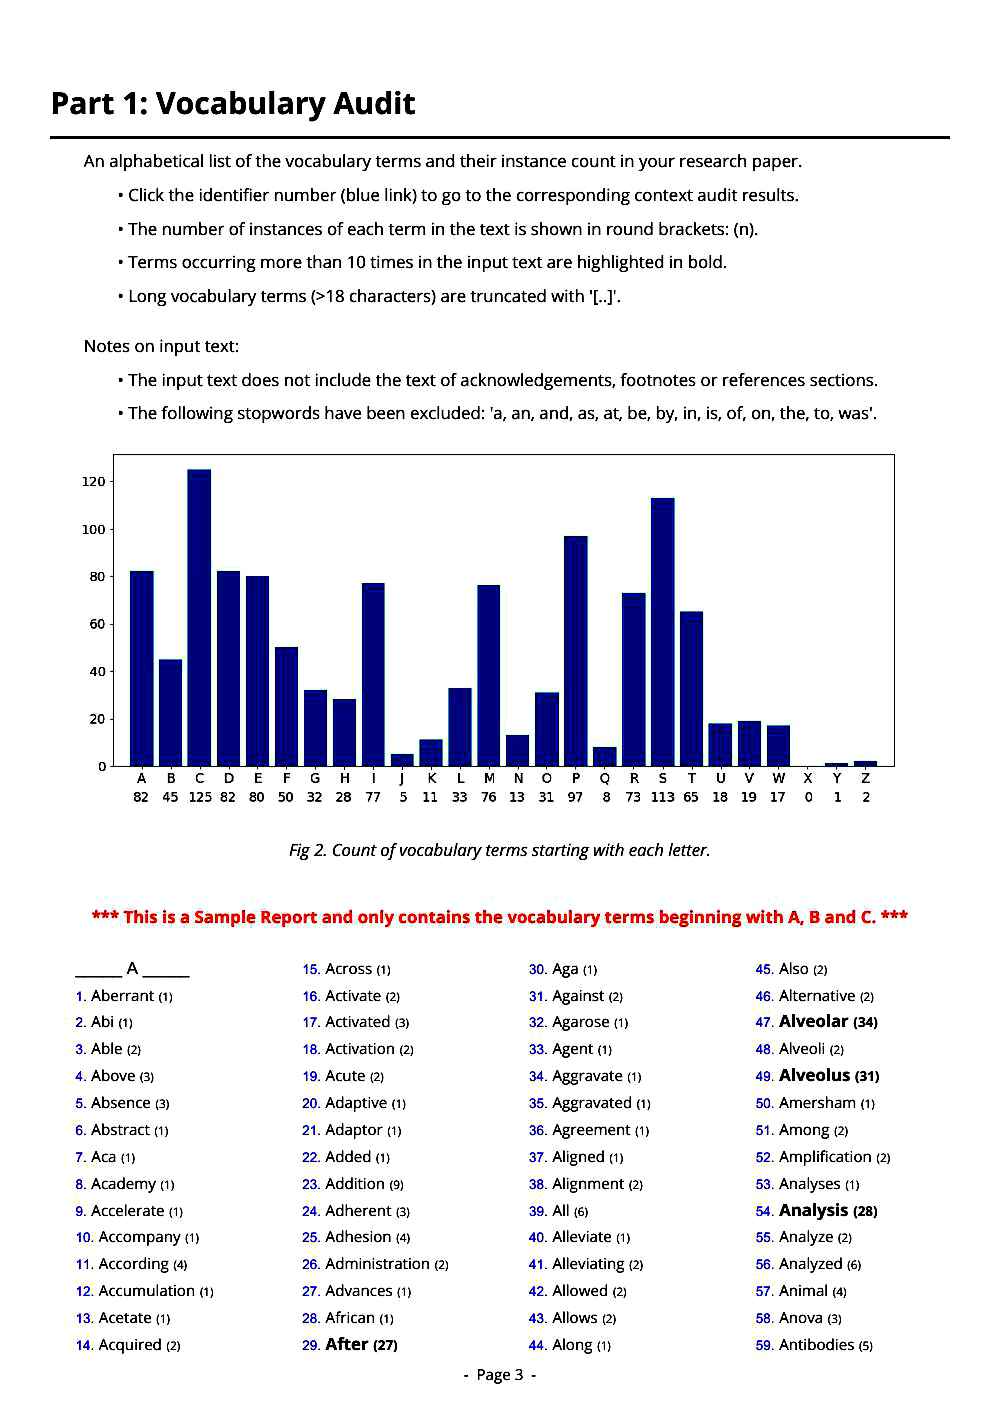 Part 1: Vocabulary Audit
An alphabetical list of the vocabulary terms and their instance count in your research paper.
• Click the identifier number (blue link) to go to the corresponding context audit results.
• The number of instances of each term in the text is shown in round brackets: (n).
• Terms occurring more than 10 times in the input text are highlighted in bold.
• Long vocabulary terms (>18 characters) are truncated with '[..]'.
Notes on input text:
• The input text does not include the text of acknowledgements, footnotes or references sections.
• The following stopwords have been excluded: 'a, an, and, as, at, be, by, in, is, of, on, the, to, was'.
120
100
80
60
40
20
0
A B C D E F G H I J K L M N O P Q R S T U V W X Y Z
82 45 125 82 80 50 32 28 77 5 11 33 76 13 31 97 8 73 113 65 18 19 17 0 1 2
Fig 2. Count of vocabulary terms starting with each letter.
*** This is a Sample Report and only contains the vocabulary terms beginning with A, B and C. ***
______ A ______
1. Aberrant (1)
2. Abi (1)
3. Able (2)
4. Above (3)
5. Absence (3)
6. Abstract (1)
7. Aca (1)
8. Academy (1)
9. Accelerate (1)
10. Accompany (1)
11. According (4)
12. Accumulation (1)
13. Acetate (1)
14. Acquired (2)
15. Across (1)
16. Activate (2)
17. Activated (3)
18. Activation (2)
19. Acute (2)
20. Adaptive (1)
21. Adaptor (1)
22. Added (1)
23. Addition (9)
24. Adherent (3)
25. Adhesion (4)
26. Administration (2)
27. Advances (1)
28. African (1)
29. After (27)
30. Aga (1)
31. Against (2)
32. Agarose (1)
33. Agent (1)
34. Aggravate (1)
35. Aggravated (1)
36. Agreement (1)
37. Aligned (1)
38. Alignment (2)
39. All (6)
40. Alleviate (1)
41. Alleviating (2)
42. Allowed (2)
43. Allows (2)
44. Along (1)
45. Also (2)
46. Alternative (2)
47. Alveolar (34)
48. Alveoli (2)
49. Alveolus (31)
50. Amersham (1)
51. Among (2)
52. Amplification (2)
53. Analyses (1)
54. Analysis (28)
55. Analyze (2)
56. Analyzed (6)
57. Animal (4)
58. Anova (3)
59. Antibodies (5)
- Page 3 -